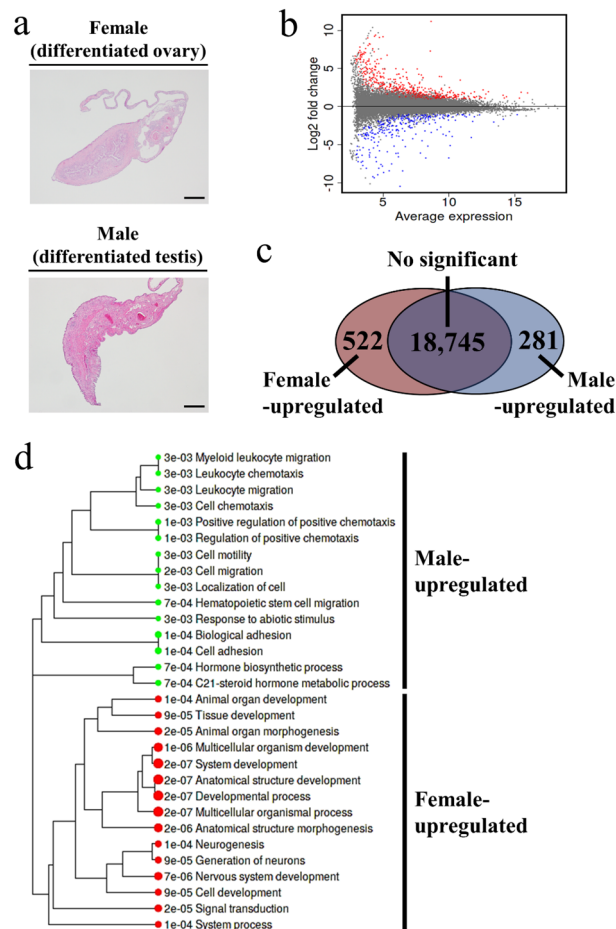 a
Female
(differentiated ovary)
Male
(differentiated testis)
b
Log2 fold change
10
5
0
-5
-10
5
10
15
Average expression
c
No significant
522
18,745
281
Female
-upregulated
Male
-upregulated
d
3e-03 Myeloid leukocyte migration
3e-03 Leukocyte chemotaxis
3e-03 Leukocyte migration
3e-03 Cell chemotaxis
1e-03 Positive regulation of positive chemotaxis
1e-03 Regulation of positive chemotaxis
3e-03 Cell motility
2e-03 Cell migration
3e-03 Localization of cell
7e-04 Hematopoietic stem cell migration
3e-03 Response to abiotic stimulus
1e-04 Biological adhesion
1e-04 Cell adhesion
7e-04 Hormone biosynthetic process
7e-04 C21-steroid hormone metabolic process
Male-
upregulated
1e-04 Animal organ development
9e-05 Tissue development
2e-05 Animal organ morphogenesis
1e-06 Multicellular organism development
2e-07 System development
2e-07 Anatomical structure development
2e-07 Developmental process
2e-07 Multicellular organismal process
2e-06 Anatomical structure morphogenesis
1e-04 Neurogenesis
9e-05 Generation of neurons
7e-06 Nervous system development
9e-05 Cell development
2e-05 Signal transduction
1e-04 System process
Female-
upregulated